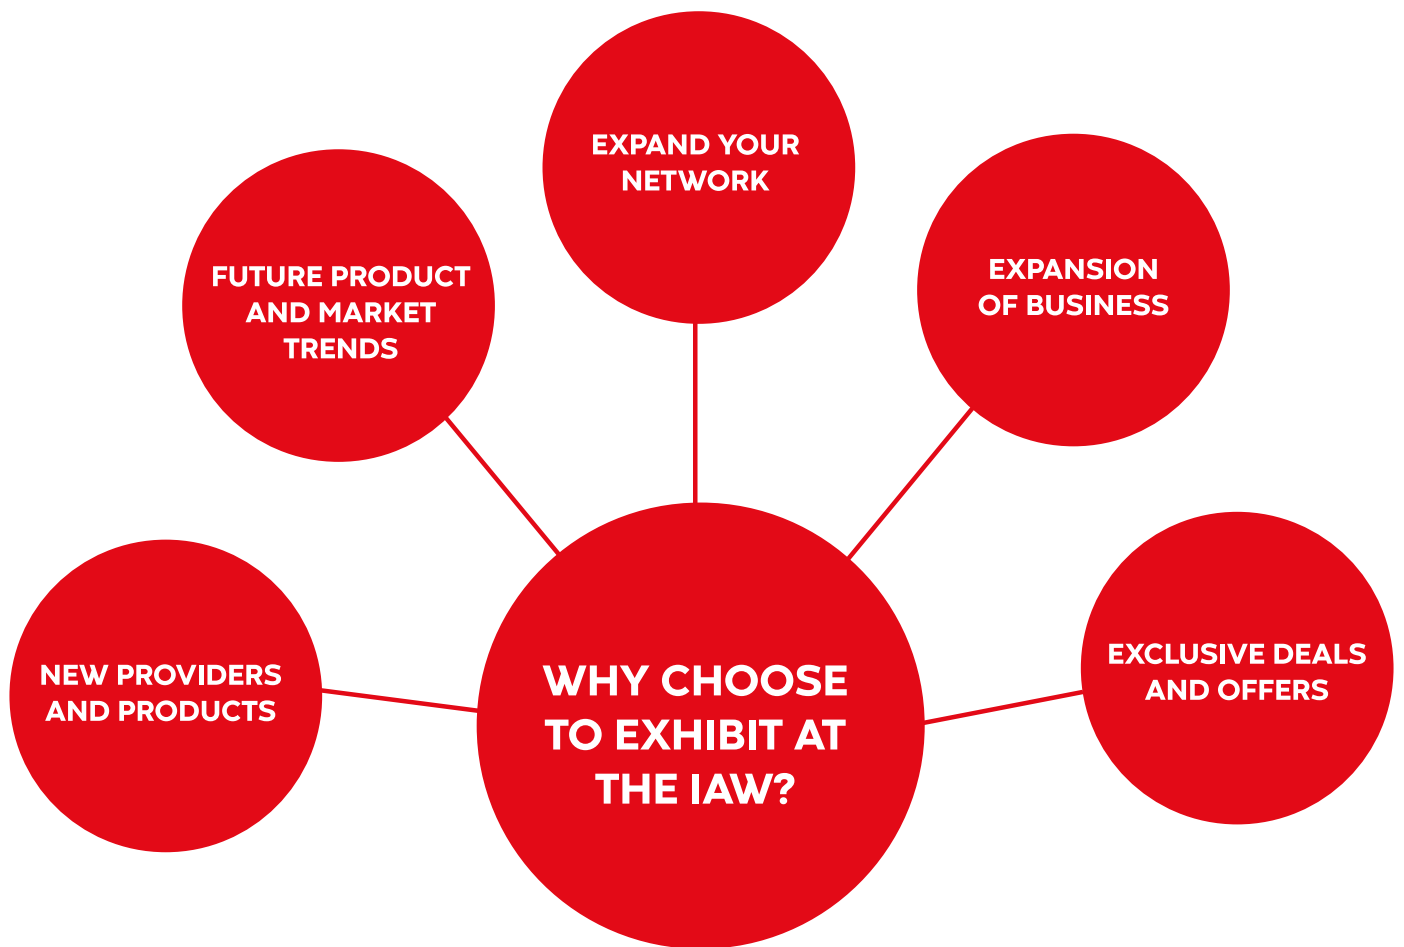 EXPAND YOUR
NETWORK
FUTURE PRODUCT
AND MARKET
TRENDS
EXPANSION
OF BUSINESS
NEW PROVIDERS
AND PRODUCTS
WHY CHOOSE
TO EXHIBIT AT
THE IAW?
EXCLUSIVE DEALS
AND OFFERS